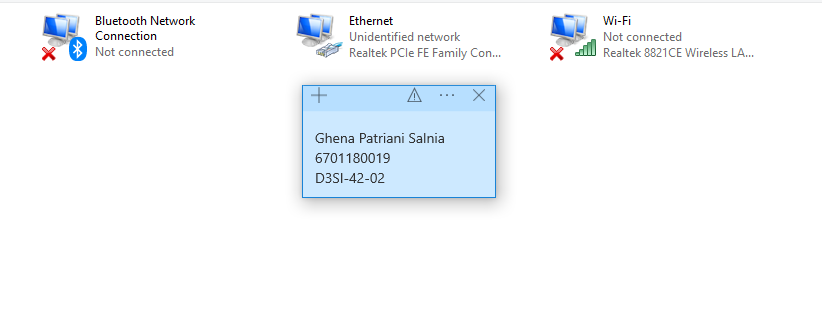 Bluetooth Network
Connection
Not connected
Ethernet
Unidentified network
Realtek PCIe FE Family Con...
Wi-Fi
Not connected
Realtek 8821CE Wireless LA...
Ghena Patriani Salnia
6701180019
D3SI-42-02